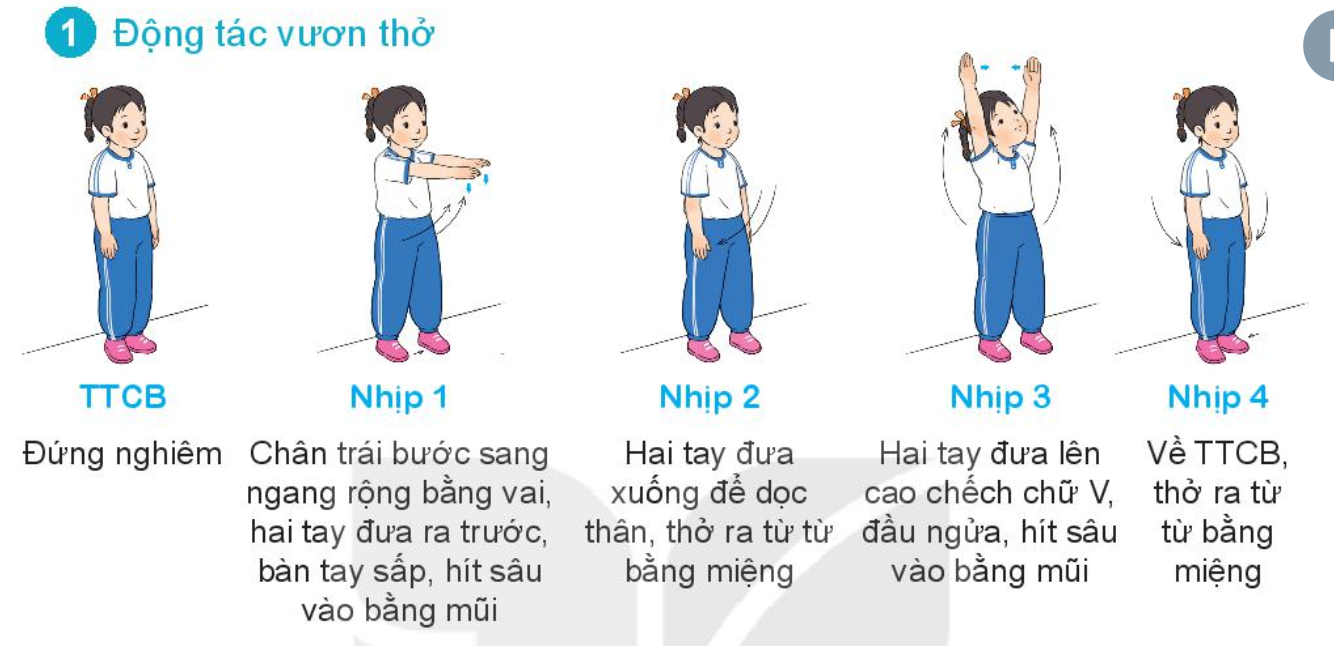 1 Động tác vươn thở
TTCB
Đứng nghiêm
Nhịp 1
Chân trái bước sang
ngang rộng bằng vai,
hai tay đưa ra trước,
bàn tay sấp, hít sâu
vào bằng mũi
Nhịp 2
Hai tay đưa
xuống để dọc
thân, thở ra từ từ
bằng miệng
Nhịp 3
Hai tay đưa lên
cao chếch chữ V,
đầu ngửa, hít sâu
vào bằng mũi
Nhịp 4
Về TTCB,
thở ra từ
từ bằng
miệng